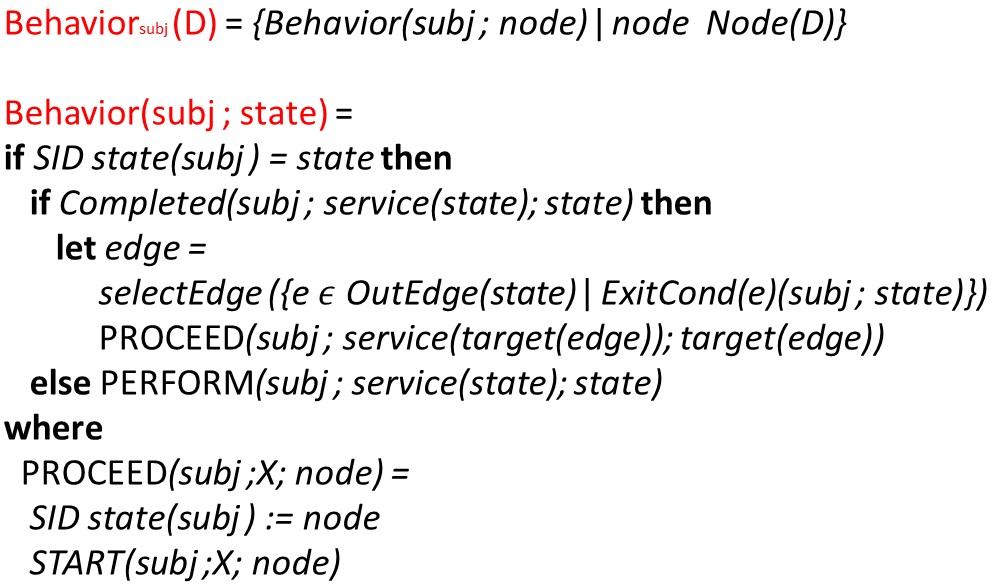 Behaviorsubj (D) = {Behavior(subj ; node) | node Node(D)}
Behavior(subj ; state) =
if SID state(subj ) = state then
if Completed(subj ; service(state); state) then
let edge =
selectEdge ({e ϵ OutEdge(state) | ExitCond(e)(subj ; state)})
PROCEED(subj ; service(target(edge)); target(edge))
else PERFORM(subj ; service(state); state)
where
PROCEED(subj ;X; node) =
SID state(subj ) := node
START(subj ;X; node)